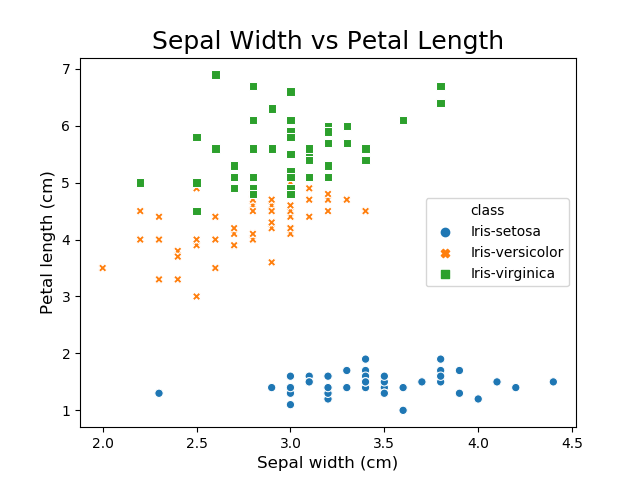 Sepal Width vs Petal Length
7
6
5
4
3
2
1
Petal length (cm)
class
Iris-setosa
Iris-versicolor
Iris-virginica
2.0 2.5 3.0 3.5 4.0 4.5
Sepal width (cm)